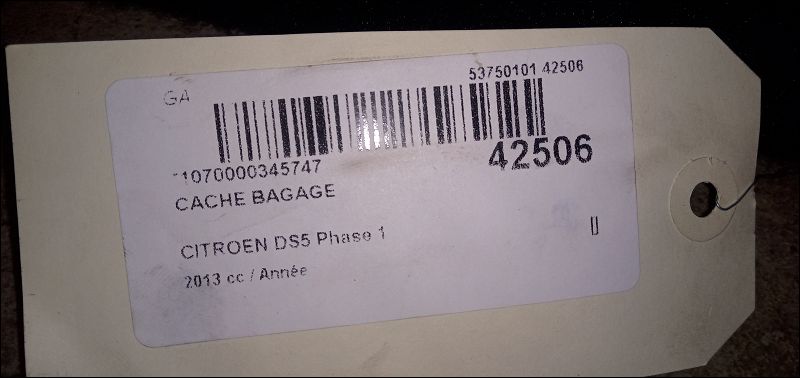 GA
53750101 42506
1070000345747
42506
CACHE BAGAGE
CITROEN DS5 Phase 1
2013 cc / Année